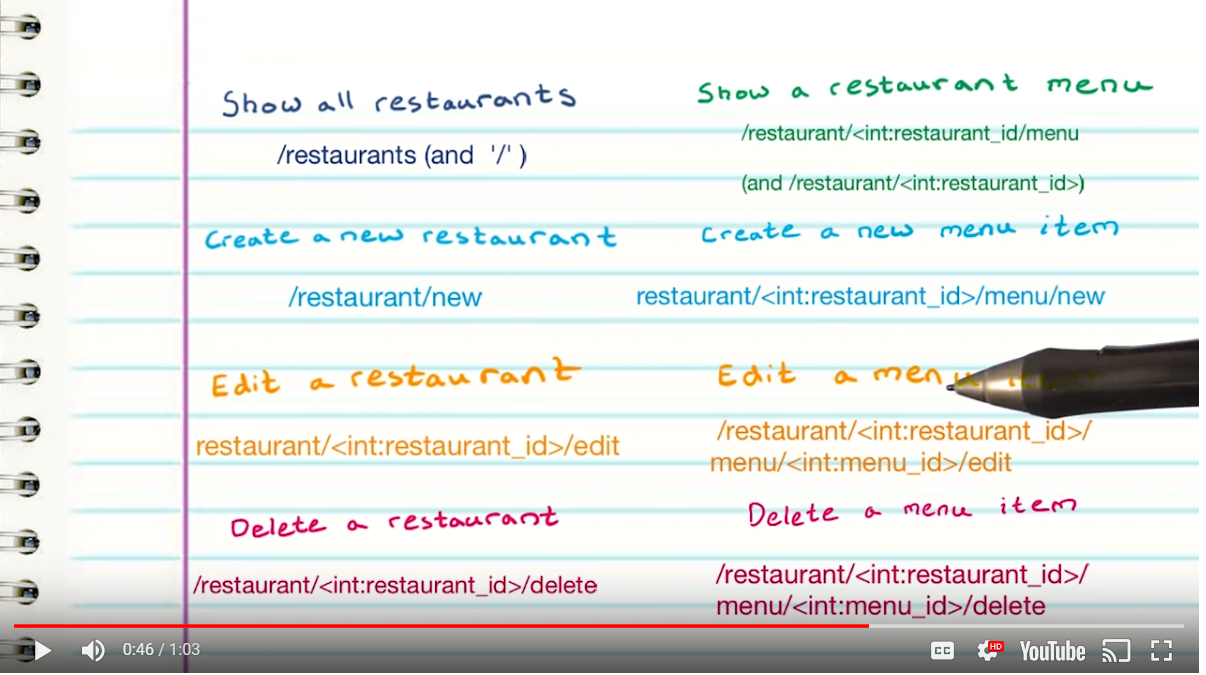 Show all restaurants
/restaurants (and '/' )
Show a restaurant menu
/restaurant/<int:restaurant_id/menu
(and /restaurant/<int:restaurant_id>)
Create a new restaurant
/restaurant/new
Create a new menu item
restaurant/<int:restaurant_id>/menu/new
Edit a restaurant
restaurant/<int:restaurant_id>/edit
Edit a menu item
/restaurant/<int:restaurant_id>/
menu/<int:menu_id>/edit
Delete a restaurant
/restaurant/<int:restaurant_id>/delete
Delete a menu item
/restaurant/<int:restaurant_id>/
menu/<int:menu_id>/delete
0:46 / 1:03
CC
HD
YouTube